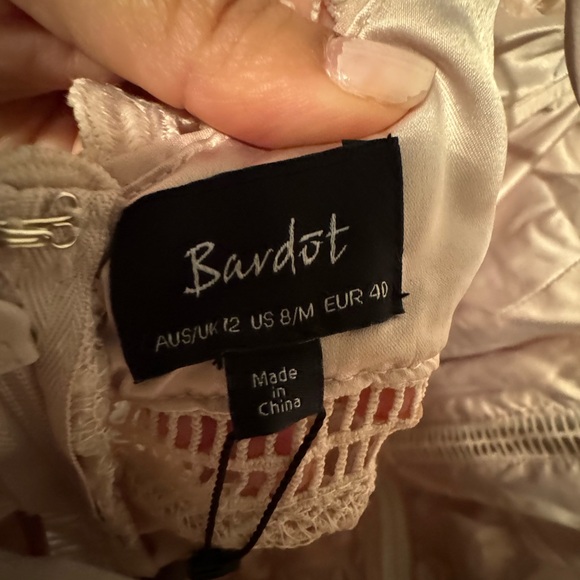 Bardōt
AUS/UK 12 US 8/M EUR 40
Made
in
China